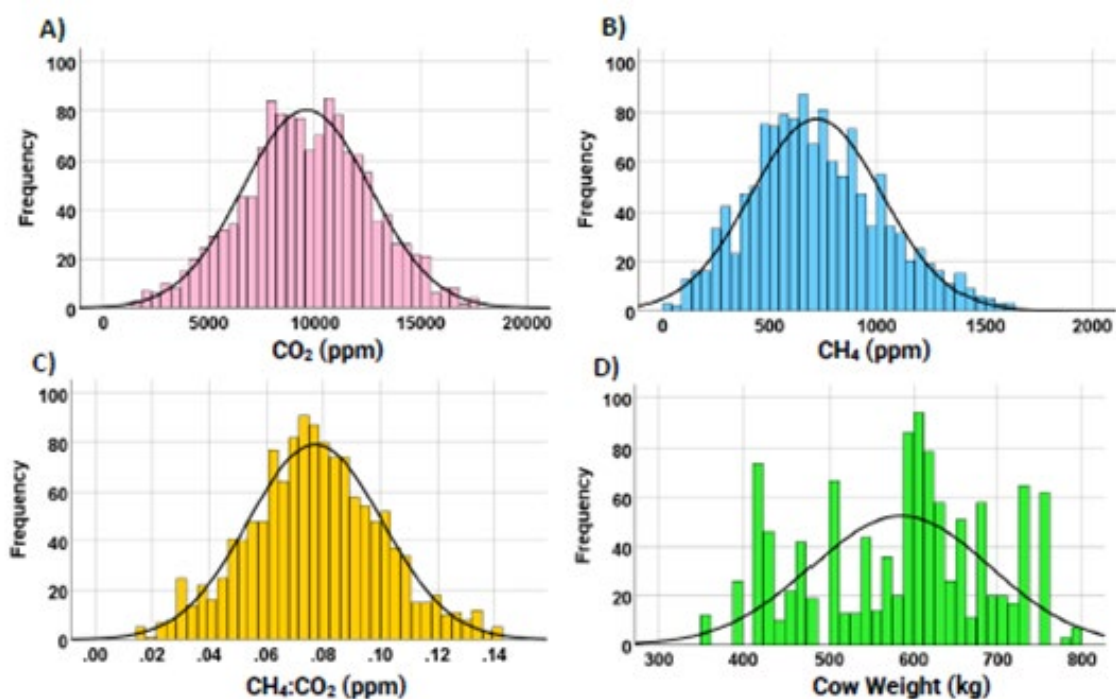 A)
100
80
60
40
20
0
Frequency
0 5000 10000 15000 20000
CO₂ (ppm)
B)
100
80
60
40
20
0
Frequency
0 500 1000 1500 2000
CH₄ (ppm)
C)
100
80
60
40
20
0
Frequency
.00 .02 .04 .06 .08 .10 .12 .14
CH₄:CO₂ (ppm)
D)
100
80
60
40
20
0
Frequency
300 400 500 600 700 800
Cow Weight (kg)